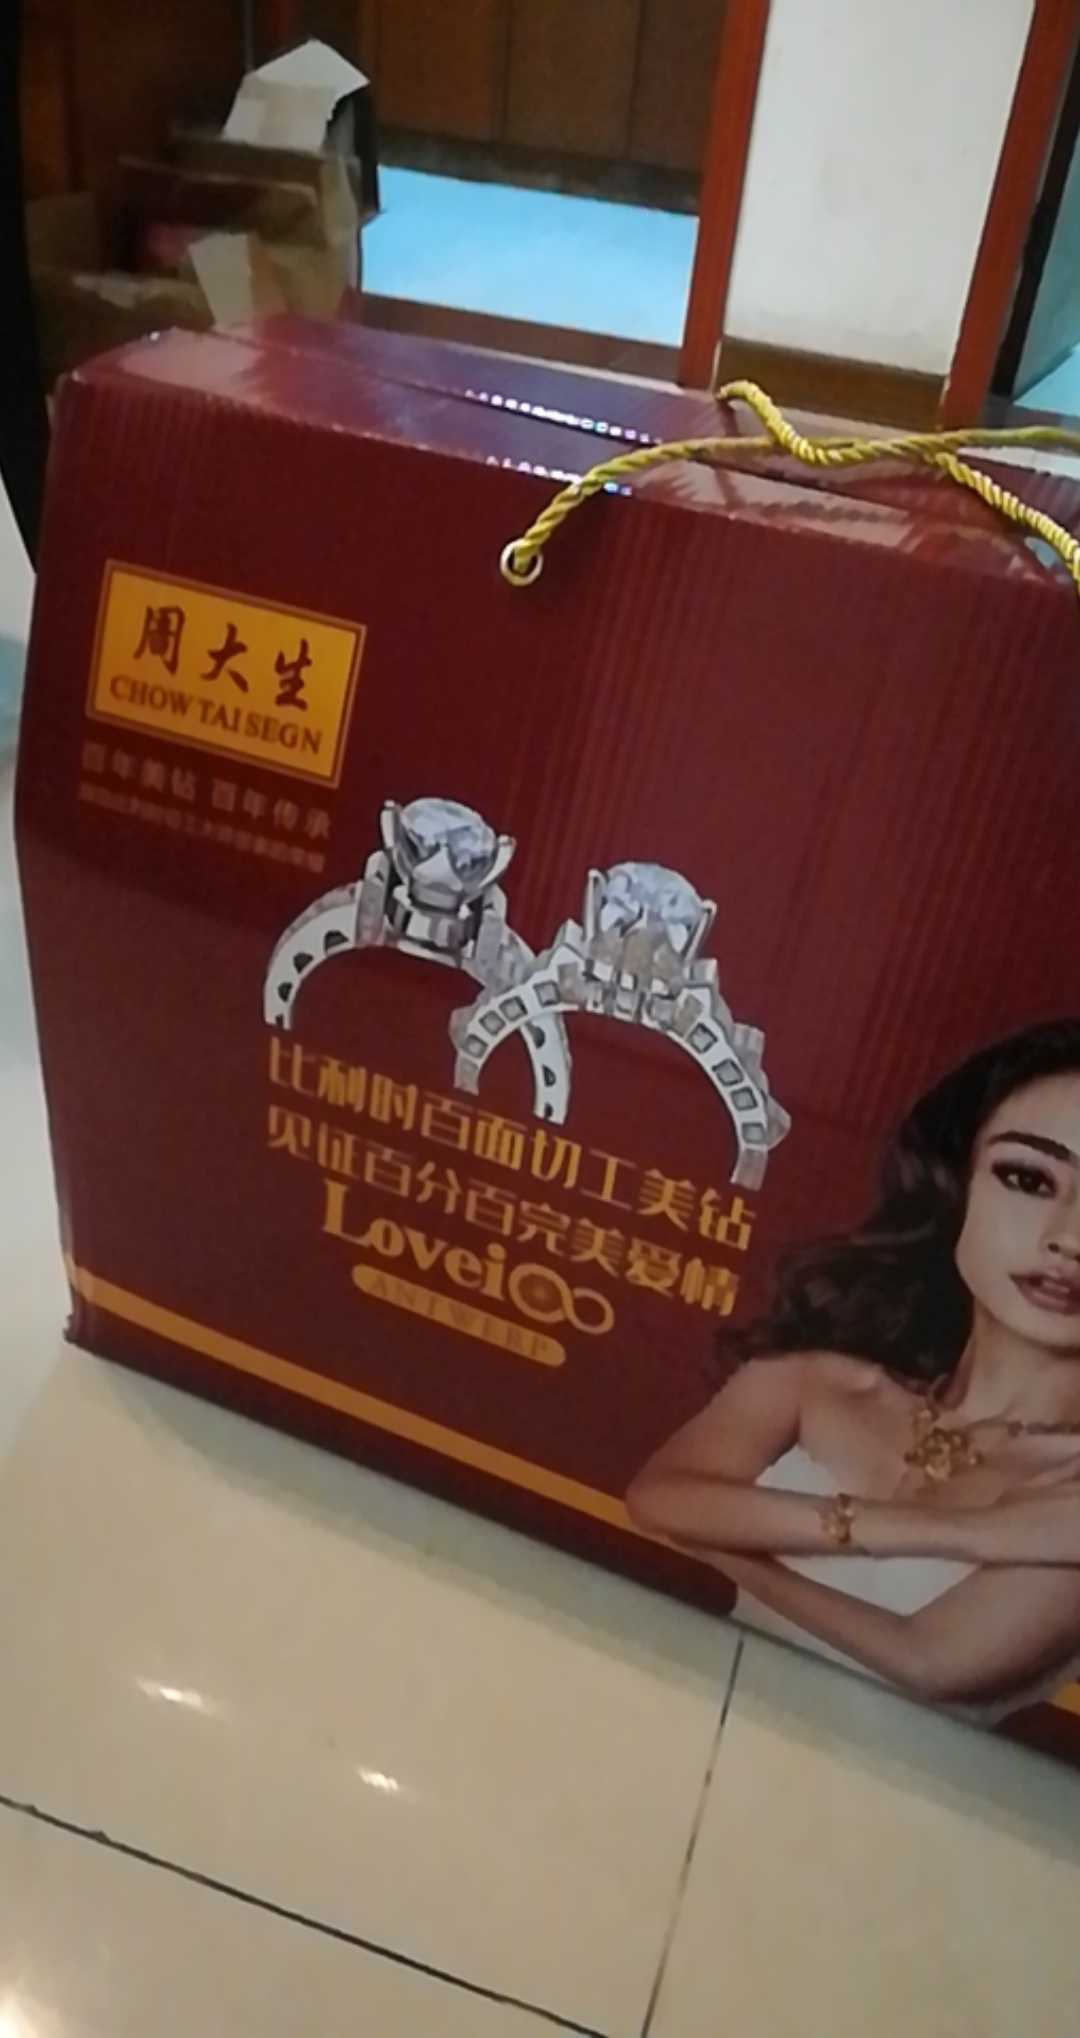 周大生
CHOW TAI SEGN
百年美钻 百年传承
比利时百面切工美钻
见证百分百完美爱情
Lovei∞
ANTWERP